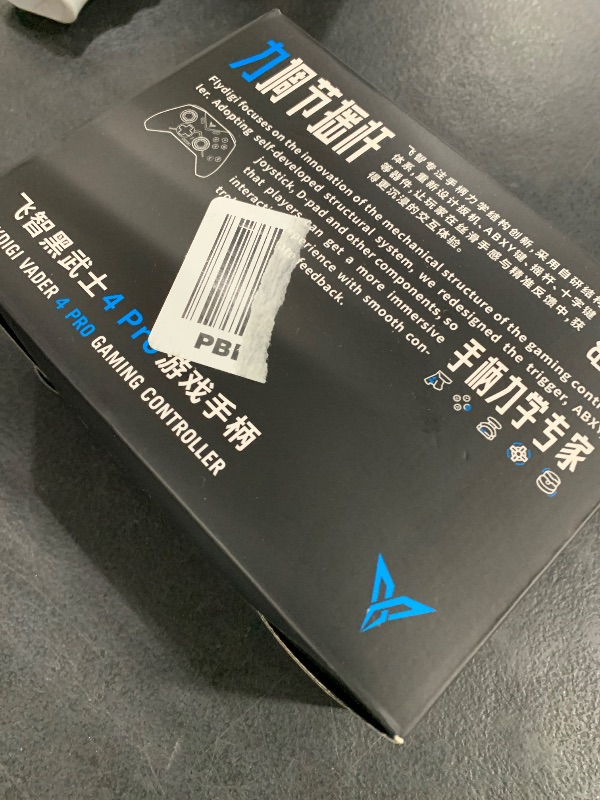 力调节摇杆
Flydigi focuses on the innovation of the mechanical structure of the gaming
ler. Adopting self-developed structural system, we redesigned the trigger, ABXY
joystick, D-pad and other components, so
that players can get a more immersive
experience with smooth con-
feedback.
飞智专注手柄力学结构创新,采用自研结构
体系,重新设计扳机、ABXY键、摇杆、十字键
等器件,让玩家在丝滑手感与精准反馈中,获
得更沉浸的交互体验。
手柄力学专家
飞智黑武士4 Pro游戏手柄
VADER 4 PRO GAMING CONTROLLER